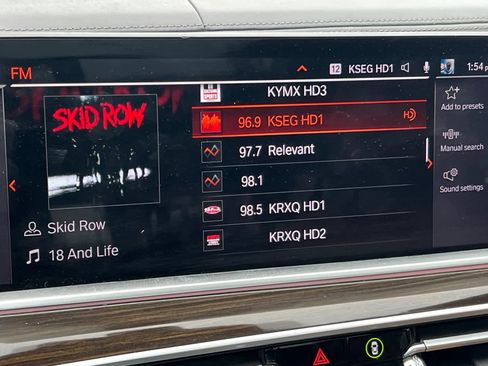 FM
12 KSEG HD1
1:54
SKID ROW
Skid Row
18 And Life
KYMX HD3
96.9 KSEG HD1 HD
97.7 Relevant
98.1
98.5 KRXQ HD1
KRXQ HD2
Add to presets
Manual search
Sound settings